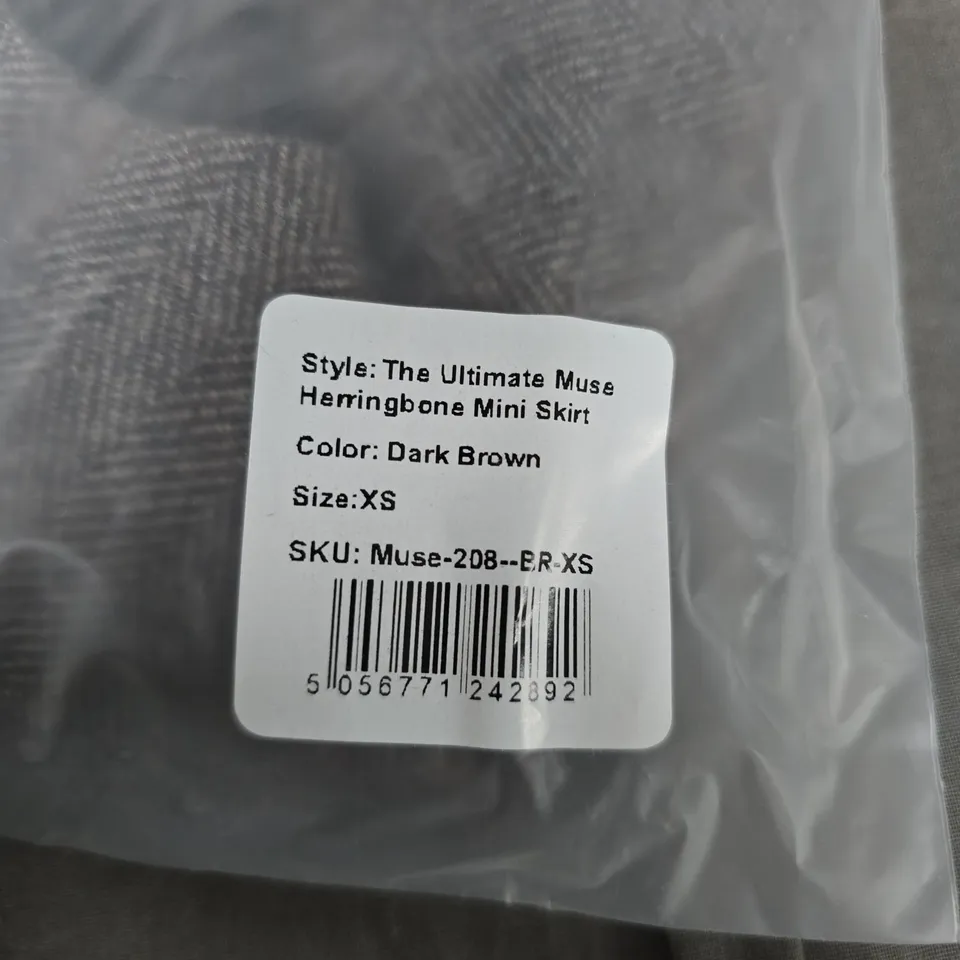 Style: The Ultimate Muse
Herringbone Mini Skirt
Color: Dark Brown
Size:XS
SKU: Muse-208--BR-XS
5 056771 242892